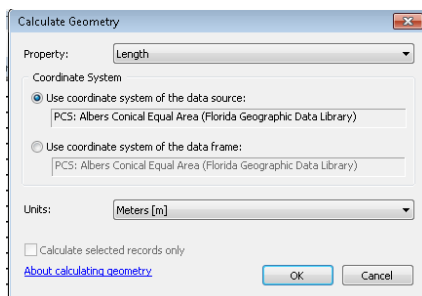 Calculate Geometry
Property:
Length
Coordinate System
Use coordinate system of the data source:
PCS: Albers Conical Equal Area (Florida Geographic Data Library)
Use coordinate system of the data frame:
PCS: Albers Conical Equal Area (Florida Geographic Data Library)
Units:
Meters [m]
Calculate selected records only
About calculating geometry
OK
Cancel